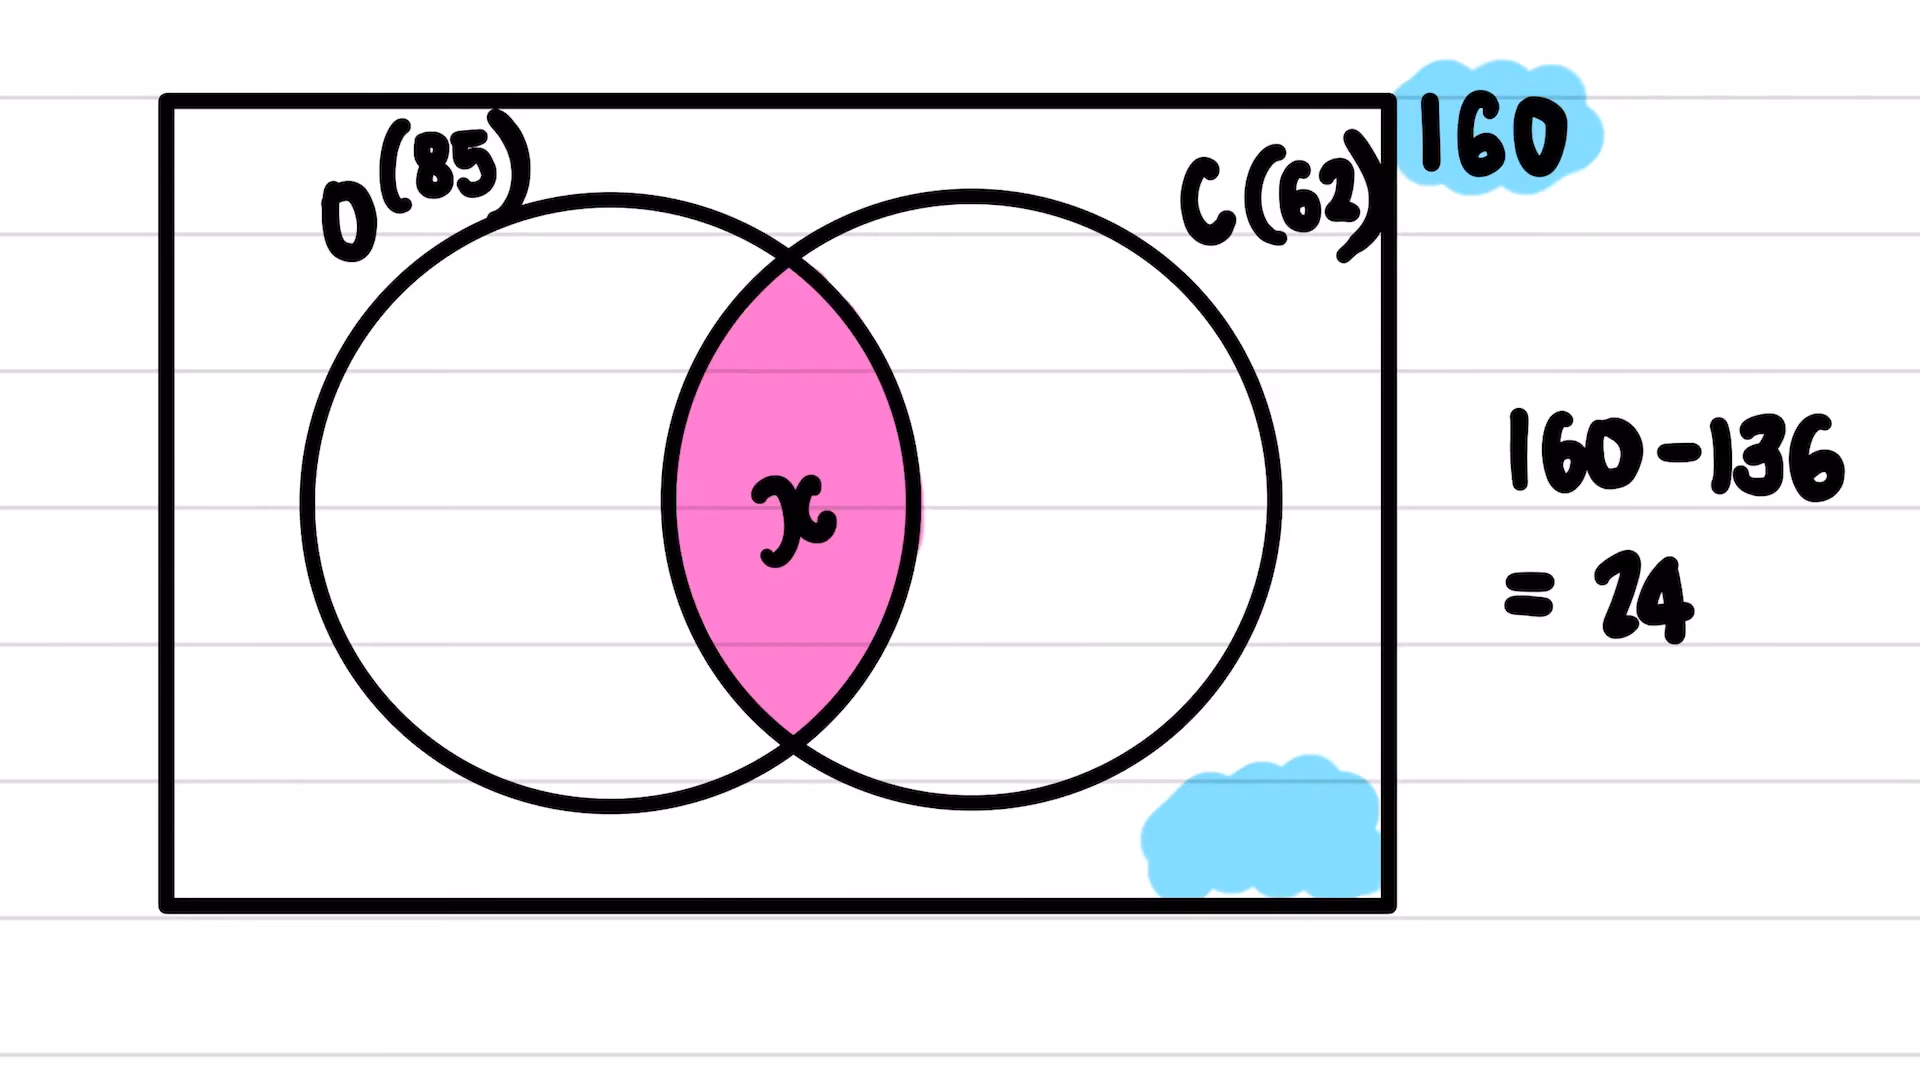 D(85)
C(62)
160
x
160-136
= 24